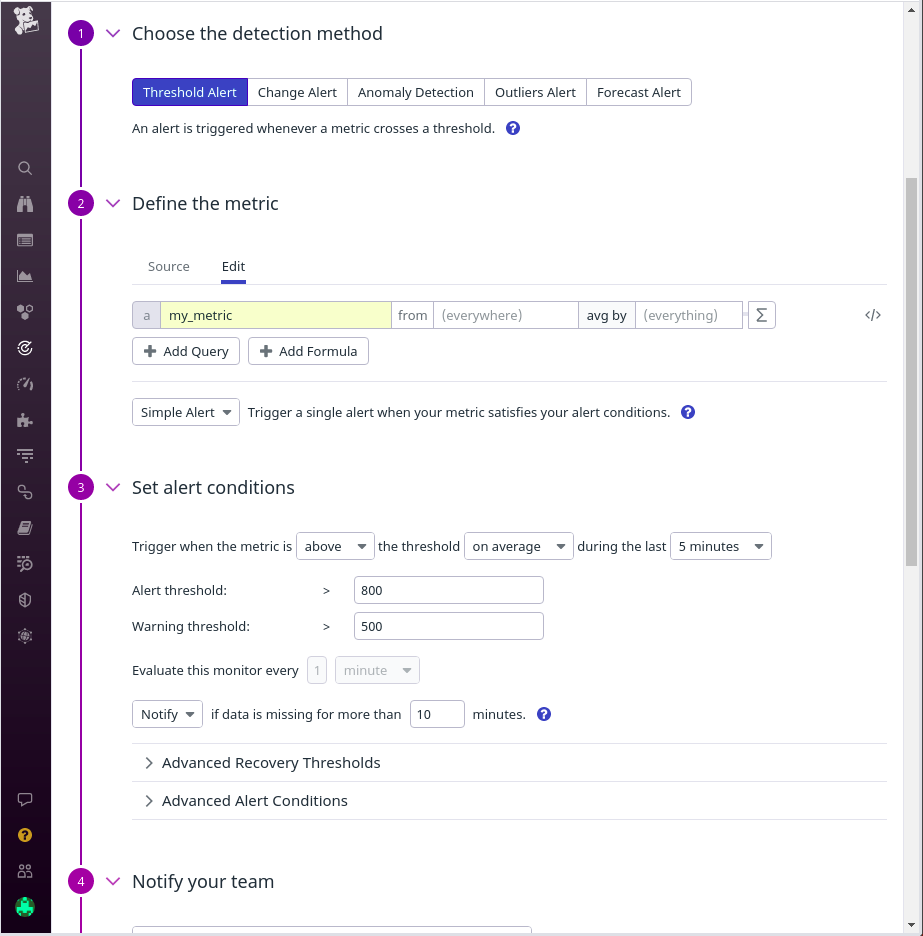 1 Choose the detection method
Threshold Alert Change Alert Anomaly Detection Outliers Alert Forecast Alert
An alert is triggered whenever a metric crosses a threshold. ?
2 Define the metric
Source Edit
a my_metric from (everywhere) avg by (everything) Σ </>
Add Query Add Formula
Simple Alert Trigger a single alert when your metric satisfies your alert conditions. ?
3 Set alert conditions
Trigger when the metric is above the threshold on average during the last 5 minutes
Alert threshold: > 800
Warning threshold: > 500
Evaluate this monitor every 1 minute
Notify if data is missing for more than 10 minutes. ?
Advanced Recovery Thresholds
Advanced Alert Conditions
?
4 Notify your team